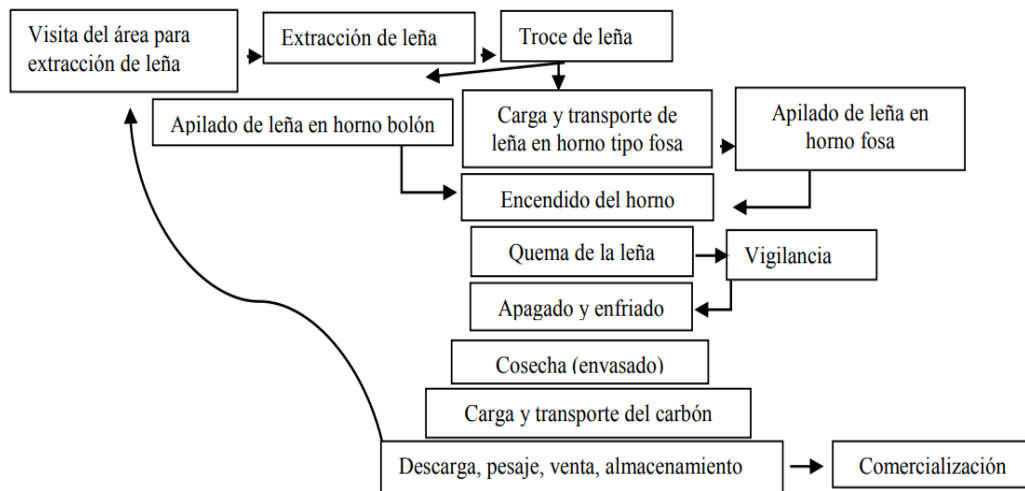 Visita del área para
extracción de leña
Extracción de leña
Troce de leña
Apilado de leña en horno bolón
Carga y transporte de
leña en horno tipo fosa
Apilado de leña en
horno fosa
Encendido del horno
Quema de la leña
Vigilancia
Apagado y enfriado
Cosecha (envasado)
Carga y transporte del carbón
Descarga, pesaje, venta, almacenamiento
Comercialización